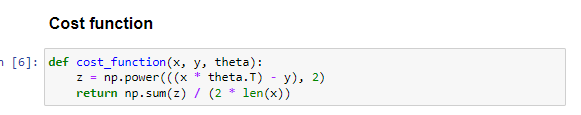 Cost function
n [6]: def cost_function(x, y, theta):
z = np.power(((x * theta.T) - y), 2)
return np.sum(z) / (2 * len(x))